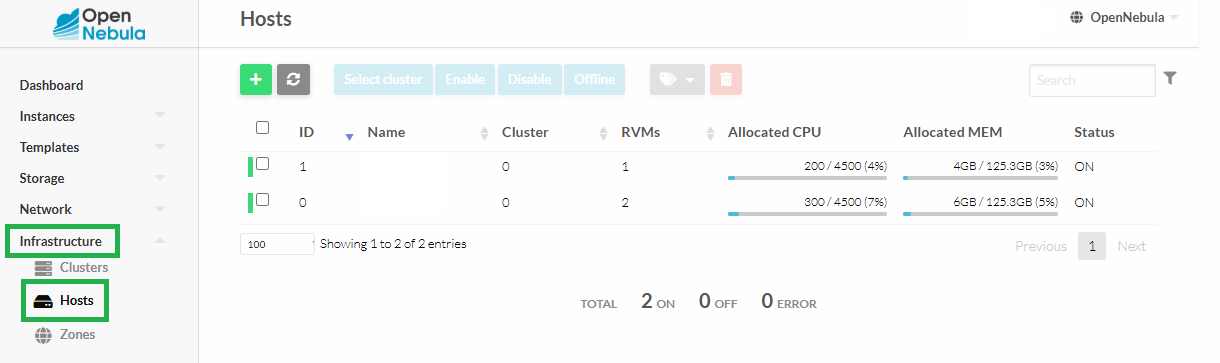 Open
Nebula
Hosts
OpenNebula
Dashboard
Instances
Templates
Storage
Network
Infrastructure
Clusters
Hosts
Zones
Select cluster Enable Disable Offline
Search
ID Name Cluster RVMs Allocated CPU Allocated MEM Status
1 0 1 200 / 4500 (4%) 4GB / 125.3GB (3%) ON
0 0 2 300 / 4500 (7%) 6GB / 125.3GB (5%) ON
100 Showing 1 to 2 of 2 entries
Previous 1 Next
TOTAL 2 ON 0 OFF 0 ERROR